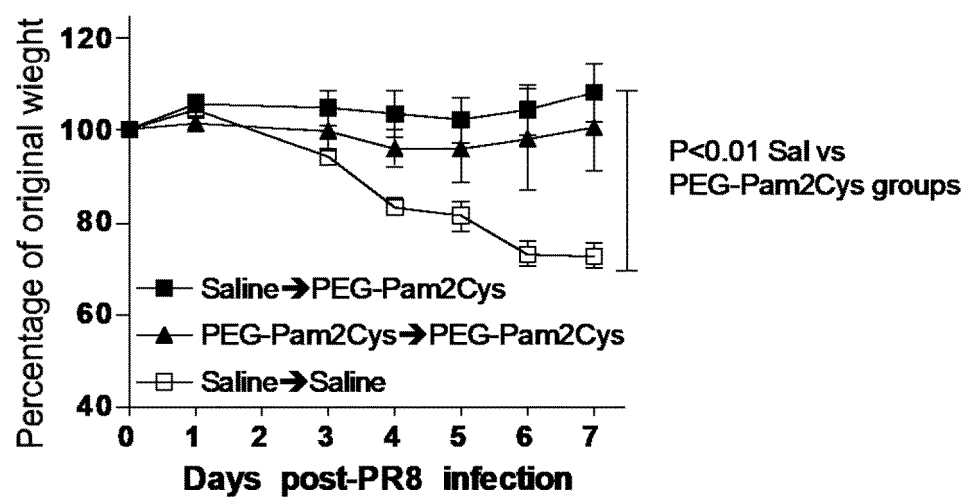 Percentage of original wieght
120
100
80
60
40
P<0.01 Sal vs
PEG-Pam2Cys groups
Saline➔PEG-Pam2Cys
PEG-Pam2Cys➔PEG-Pam2Cys
Saline➔Saline
0 1 2 3 4 5 6 7
Days post-PR8 infection